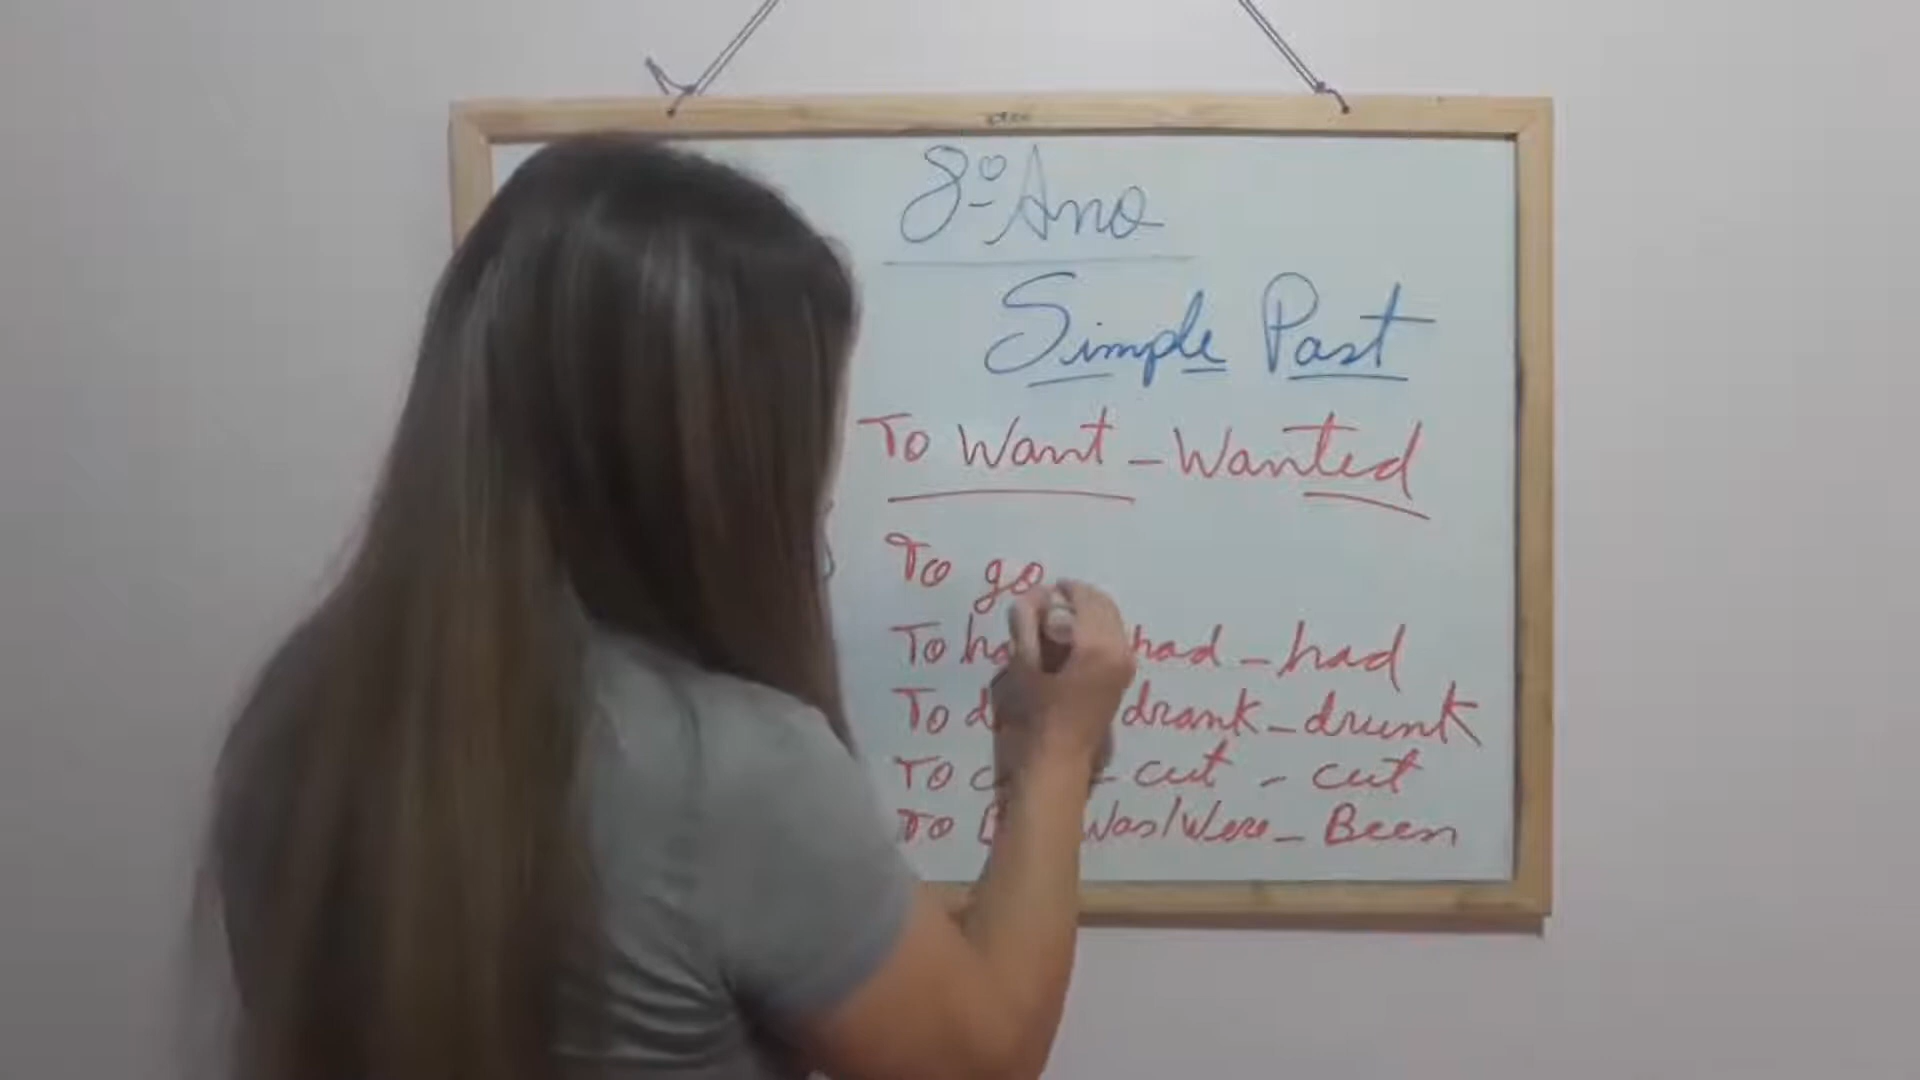 8º Ano
Simple Past
To Want - Wanted
To go
To had - had
To drank - drunk
To cut - cut
To Was/Were - Been